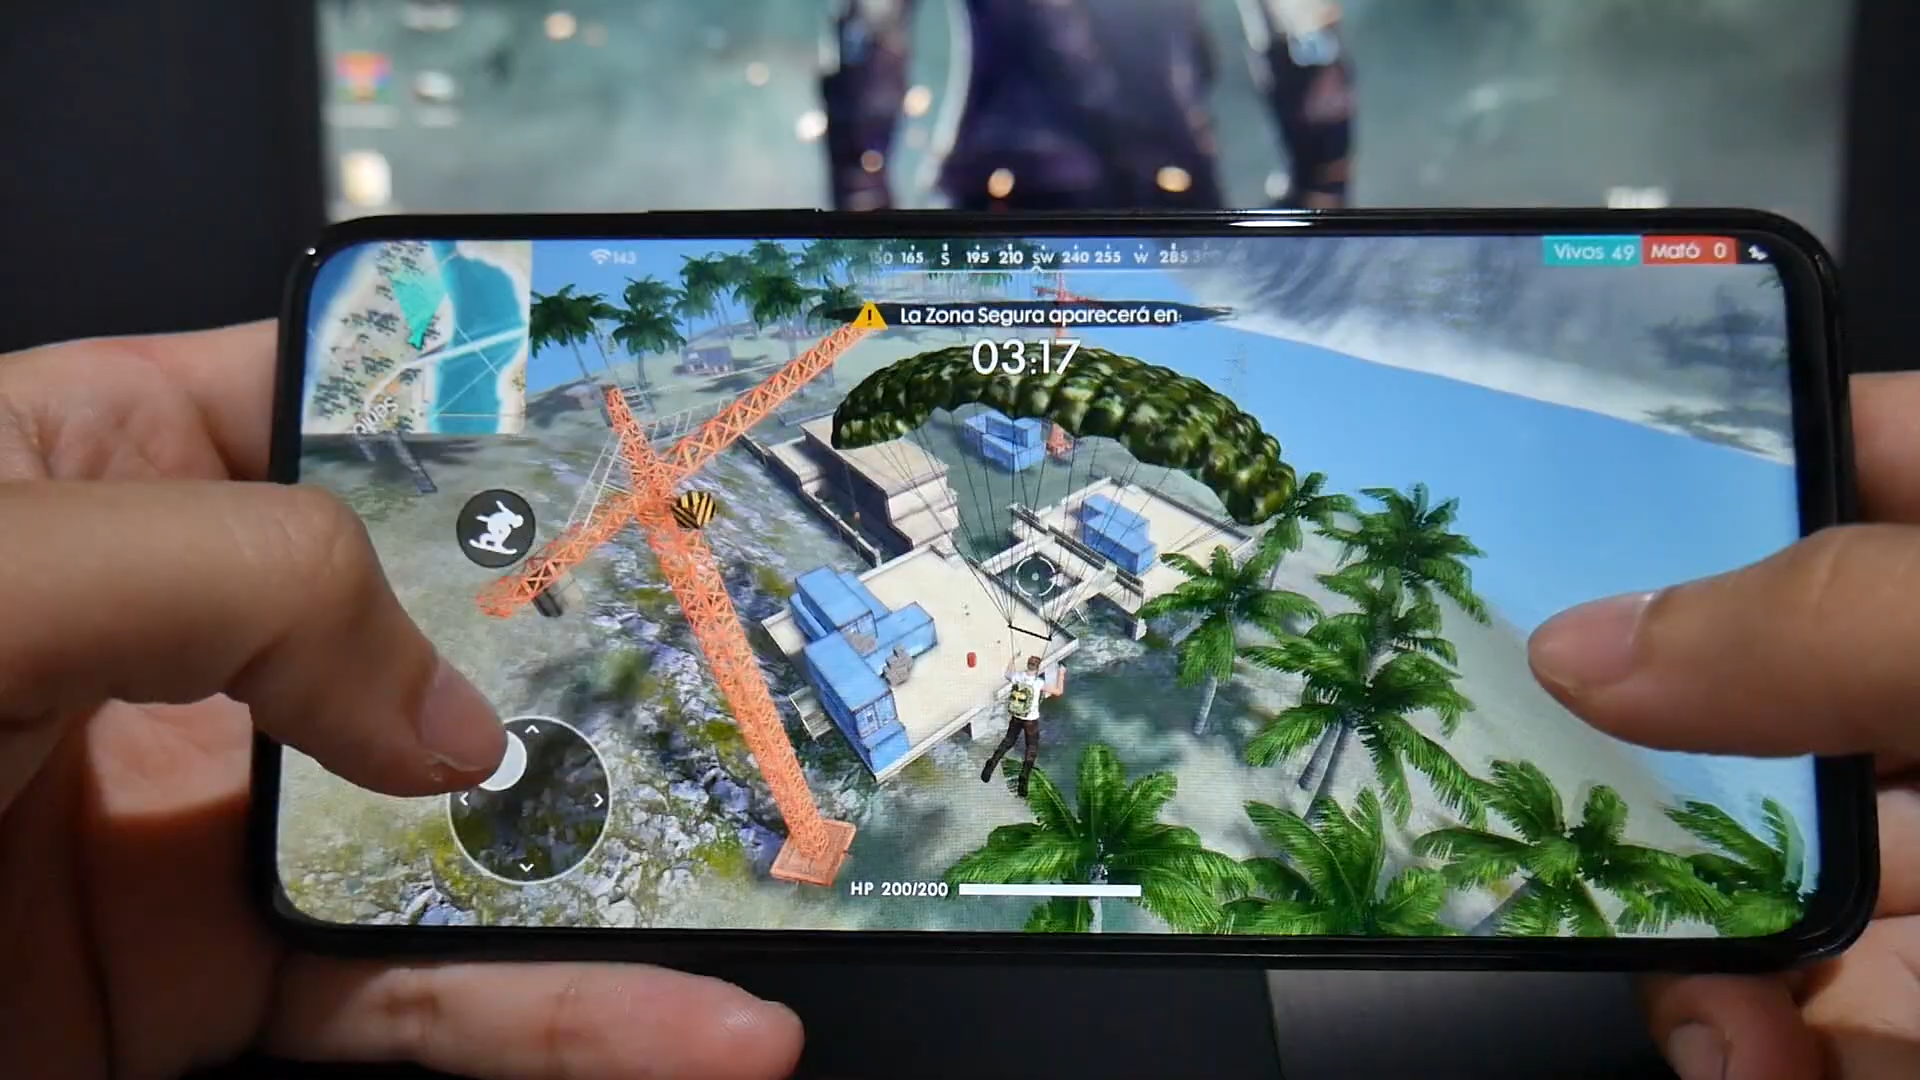 143
165 S 195 210 SW 240 255 W 285
Vivos 49 Mató 0
La Zona Segura aparecerá en:
03:17
HP 200/200